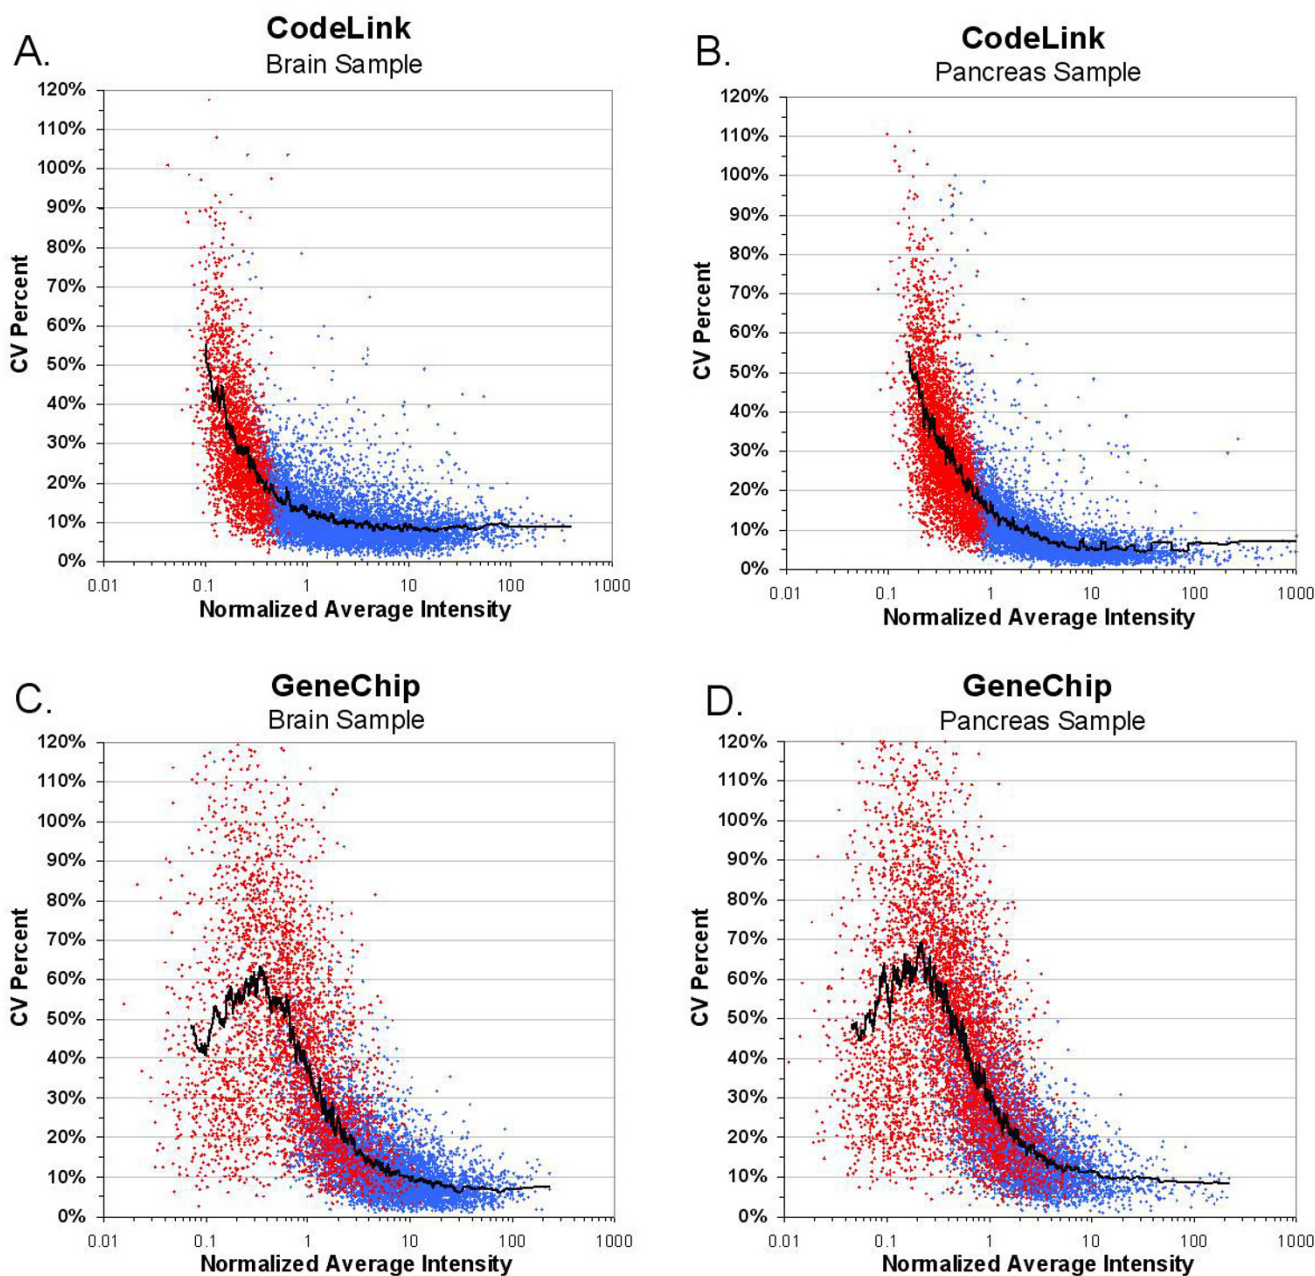 A.
CodeLink
Brain Sample
120%
110%
100%
90%
80%
70%
60%
50%
40%
30%
20%
10%
0%
CV Percent
0.01 0.1 1 10 100 1000
Normalized Average Intensity
B.
CodeLink
Pancreas Sample
120%
110%
100%
90%
80%
70%
60%
50%
40%
30%
20%
10%
0%
CV Percent
0.01 0.1 1 10 100 1000
Normalized Average Intensity
C.
GeneChip
Brain Sample
120%
110%
100%
90%
80%
70%
60%
50%
40%
30%
20%
10%
0%
CV Percent
0.01 0.1 1 10 100 1000
Normalized Average Intensity
D.
GeneChip
Pancreas Sample
120%
110%
100%
90%
80%
70%
60%
50%
40%
30%
20%
10%
0%
CV Percent
0.01 0.1 1 10 100 1000
Normalized Average Intensity